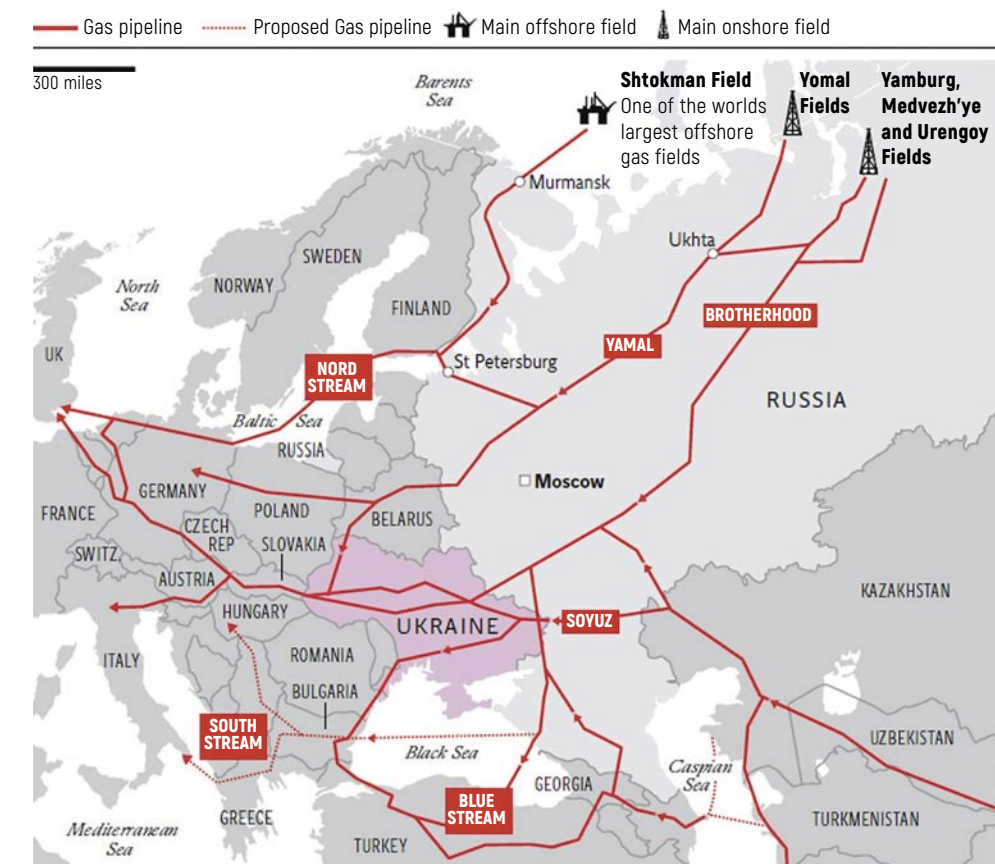 Gas pipeline
Proposed Gas pipeline
Main offshore field
Main onshore field
300 miles
Barents
Sea
Shtokman Field
One of the worlds
largest offshore
gas fields
Yomal
Fields
Yamburg,
Medvezh'ye
and Urengoy
Fields
Murmansk
Ukhta
SWEDEN
NORWAY
North
Sea
FINLAND
BROTHERHOOD
YAMAL
UK
St Petersburg
NORD
STREAM
RUSSIA
Baltic Sea
RUSSIA
Moscow
GERMANY
POLAND
FRANCE
BELARUS
CZECH
REP
SLOVAKIA
SWITZ.
AUSTRIA
KAZAKHSTAN
HUNGARY
UKRAINE
SOYUZ
ITALY
ROMANIA
BULGARIA
SOUTH
STREAM
Black Sea
UZBEKISTAN
Caspian
Sea
GEORGIA
BLUE
STREAM
GREECE
TURKMENISTAN
Mediterranean
Sea
TURKEY